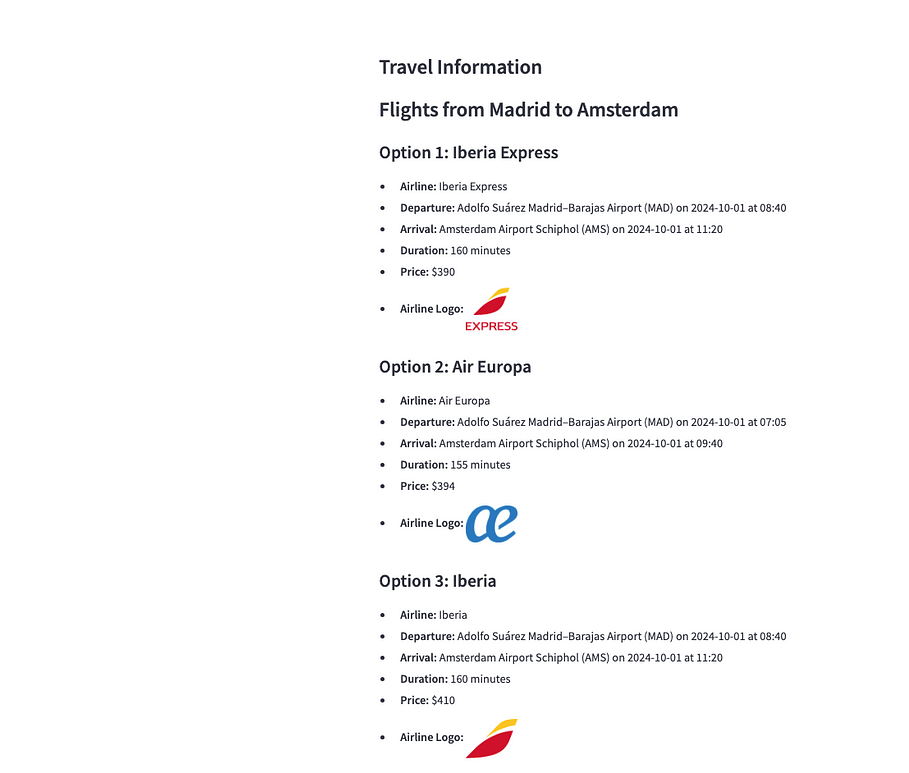 Travel Information
Flights from Madrid to Amsterdam
Option 1: Iberia Express
• Airline: Iberia Express
• Departure: Adolfo Suárez Madrid–Barajas Airport (MAD) on 2024-10-01 at 08:40
• Arrival: Amsterdam Airport Schiphol (AMS) on 2024-10-01 at 11:20
• Duration: 160 minutes
• Price: $390
• Airline Logo:
EXPRESS
Option 2: Air Europa
• Airline: Air Europa
• Departure: Adolfo Suárez Madrid–Barajas Airport (MAD) on 2024-10-01 at 07:05
• Arrival: Amsterdam Airport Schiphol (AMS) on 2024-10-01 at 09:40
• Duration: 155 minutes
• Price: $394
• Airline Logo: æ
Option 3: Iberia
• Airline: Iberia
• Departure: Adolfo Suárez Madrid–Barajas Airport (MAD) on 2024-10-01 at 08:40
• Arrival: Amsterdam Airport Schiphol (AMS) on 2024-10-01 at 11:20
• Duration: 160 minutes
• Price: $410
• Airline Logo: